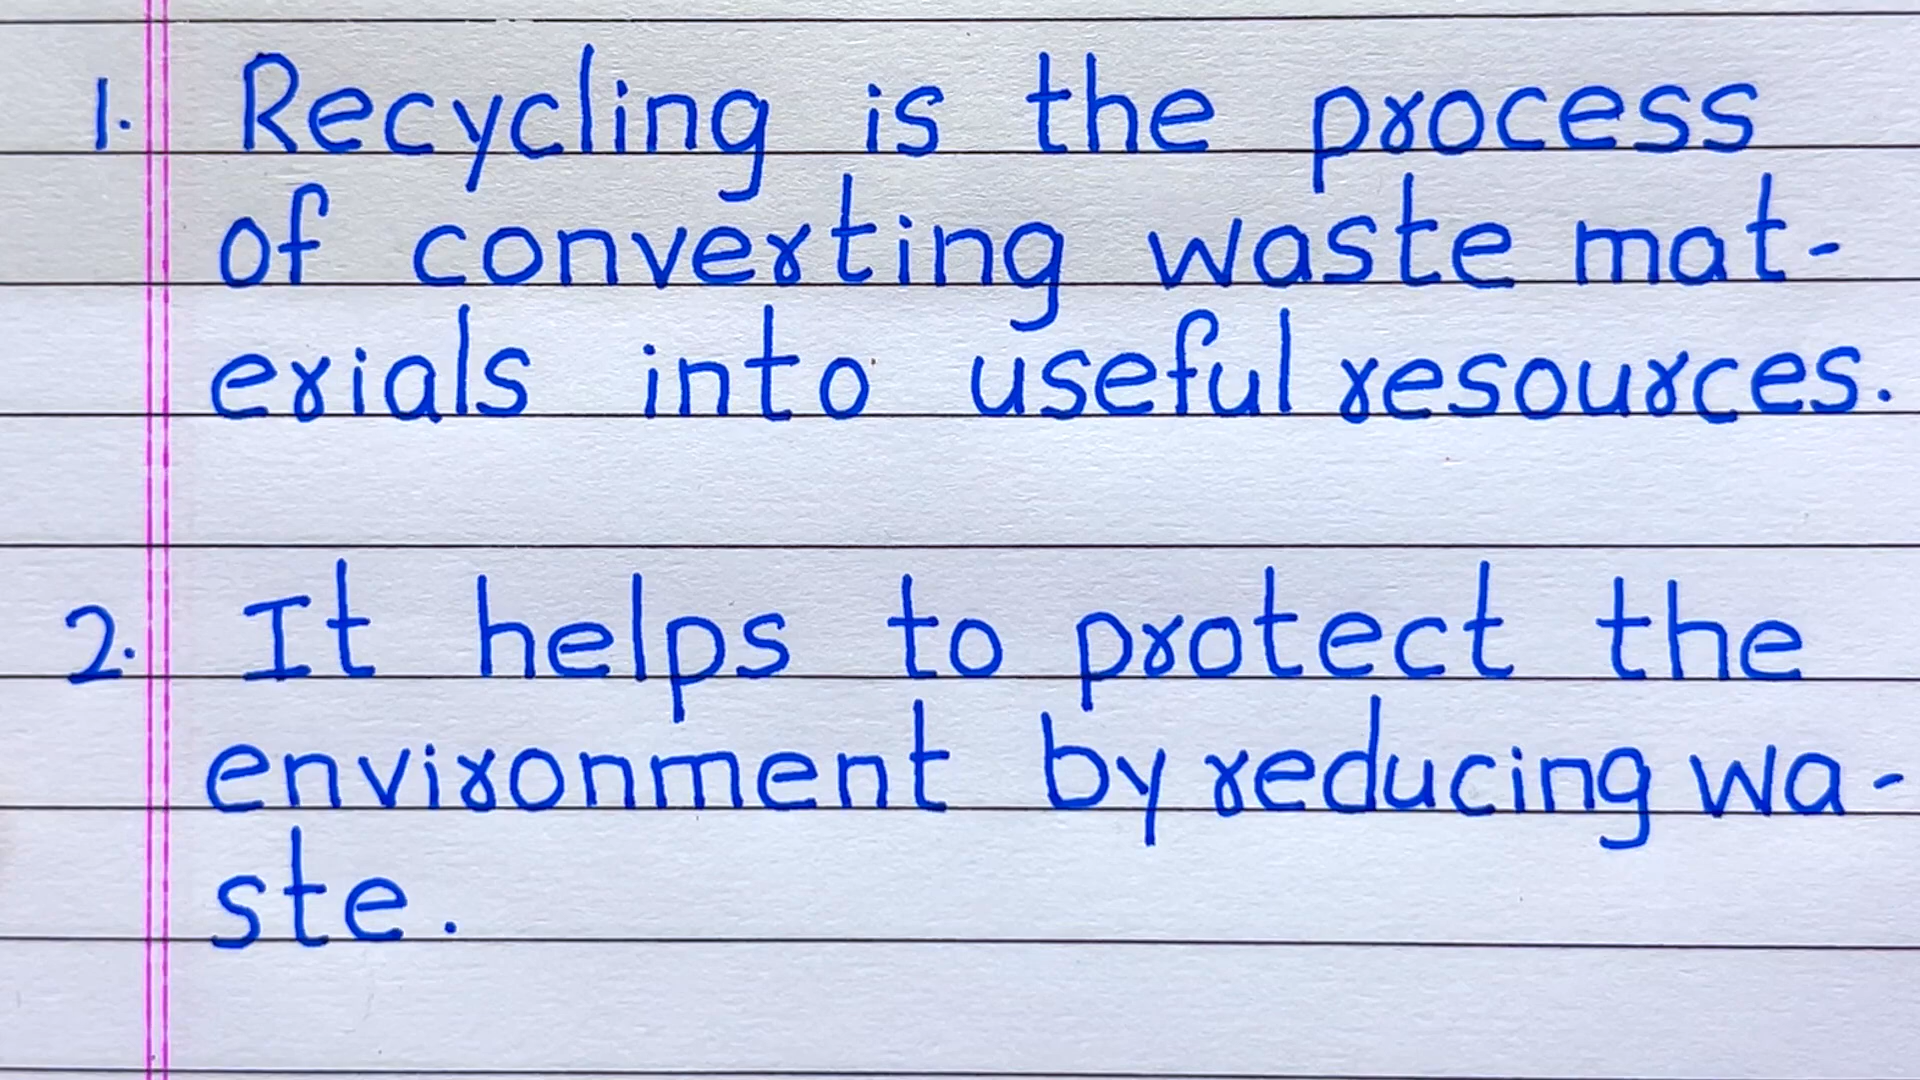 1. Recycling is the process
of converting waste mat-
erials into useful resources.
2. It helps to protect the
environment by reducing wa-
ste.